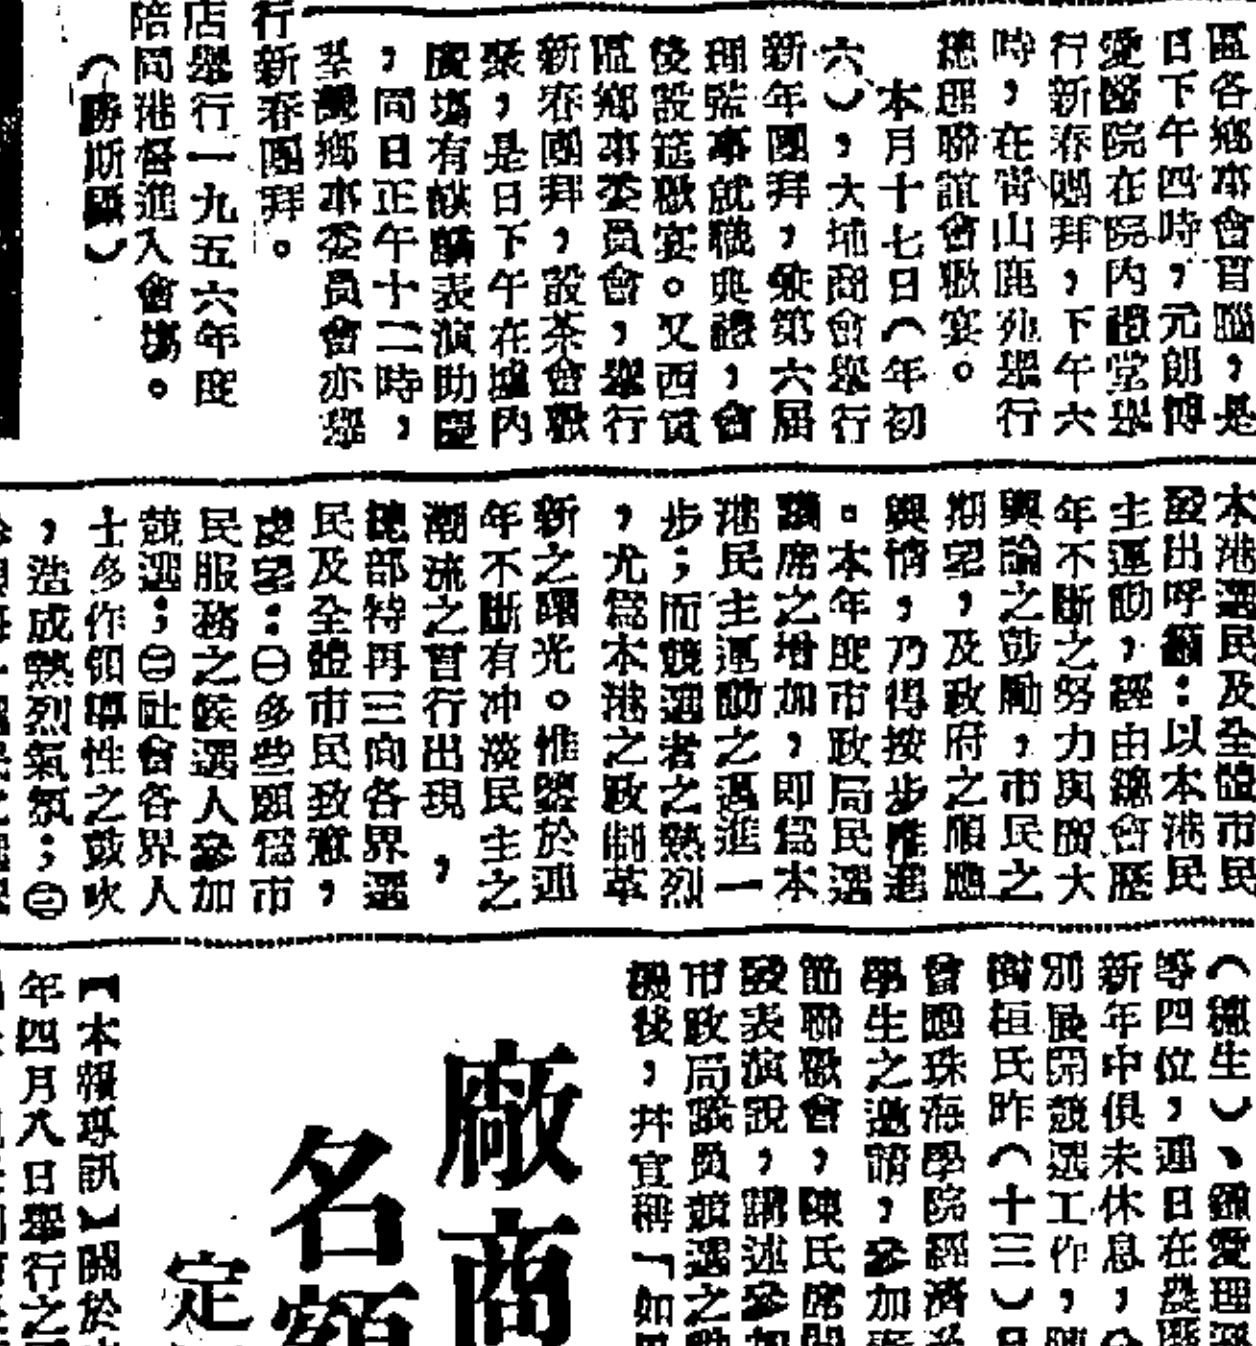 區各鄉事會首腦，是
日下午四時，元朗博
愛醫院在院內禮堂舉
行新春團拜，下午六
時，在青山鹿苑舉行
總理聯誼會歡宴。
本月十七日（年初
六），大埔商會舉行
新年團拜，兼第六屆
理監事就職典禮，會
後設筵歡宴。又西貢
區鄉事委員會，舉行
新春團拜，設茶會歡
聚，是日下午在墟內
廣塲有麒麟表演助慶
，同日正午十二時，
荃灣鄉事委員會亦舉
行新春團拜。
店舉行一九五六年度
陪同港督進入會塲。
（勝斯）
本港選民及全體市民
發出呼籲：以本港民
主運動，經由總會歷
年不斷之努力與廣大
輿論之鼓勵，市民之
期望，及政府之順應
輿情，乃得按步推進
。本年度市政局民選
議席之增加，即爲本
港民主運動之邁進一
步；而競選者之熱烈
，尤爲本港之政制革
新之曙光。惟鑒於連
年不斷有冲淡民主之
潮流之言行出現，
總部特再三向各界選
民及全體市民致意，
虔望：㊀多些願爲市
民服務之候選人參加
競選；㊁社會各界人
士多作領導性之鼓吹
，造成熱烈氣氛；㊂
生）、鍾愛理
等四位，連日在農曆
新年中俱未休息，
別展開競選工作，
樹桓氏昨（十三）日
會應珠海學院經濟
學生之邀請，參加
節聯歡會，陳氏席間
發表演說，講述參加
市政局議員競選之動
機後，并宣稱「如
廠商
名額
定
【本報專訊】關於
年四月八日舉行之